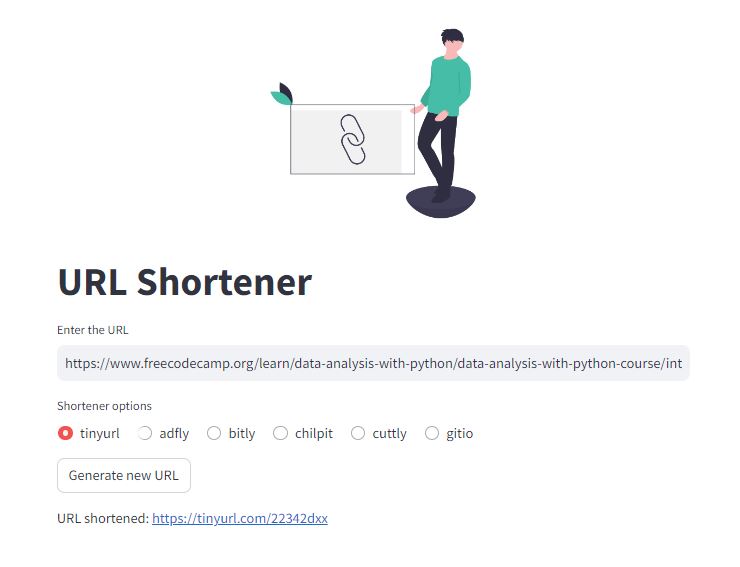 URL Shortener
Enter the URL
https://www.freecodecamp.org/learn/data-analysis-with-python/data-analysis-with-python-course/int
Shortener options
tinyurl adfly bitly chilpit cuttly gitio
Generate new URL
URL shortened: https://tinyurl.com/22342dxx